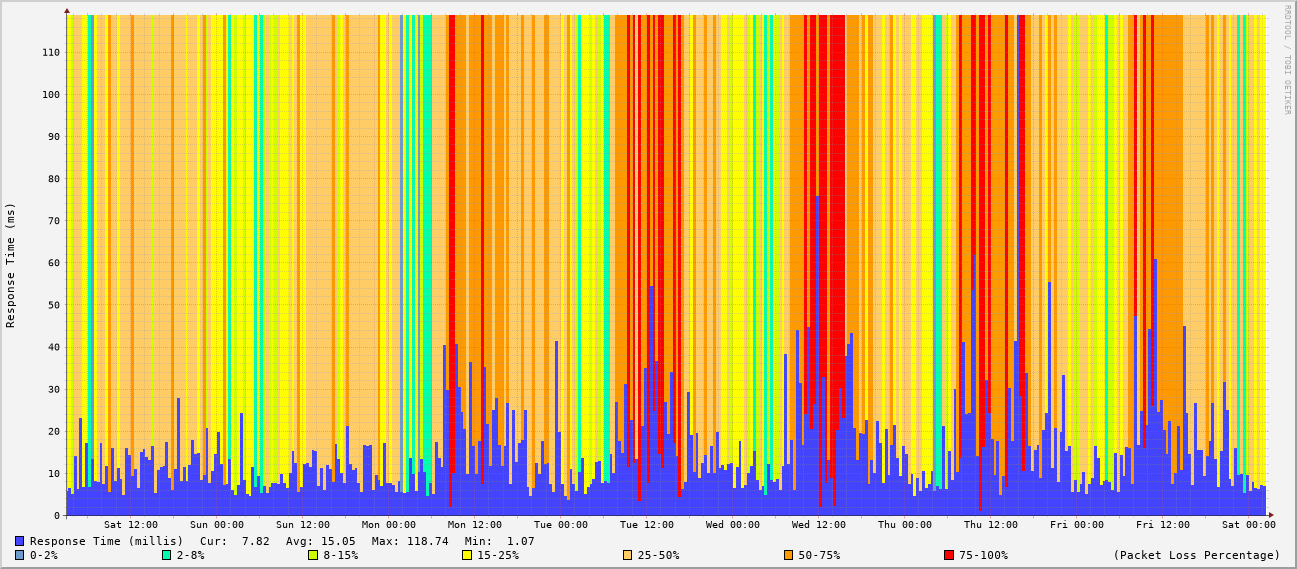 RRDTOOL / TOBI OETIKER
Response Time (ms)
110
100
90
80
70
60
50
40
30
20
10
0
Sat 12:00 Sun 00:00 Sun 12:00 Mon 00:00 Mon 12:00 Tue 00:00 Tue 12:00 Wed 00:00 Wed 12:00 Thu 00:00 Thu 12:00 Fri 00:00 Fri 12:00 Sat 00:00
Response Time (millis) Cur: 7.82 Avg: 15.05 Max: 118.74 Min: 1.07
0-2% 2-8% 8-15% 15-25% 25-50% 50-75% 75-100% (Packet Loss Percentage)